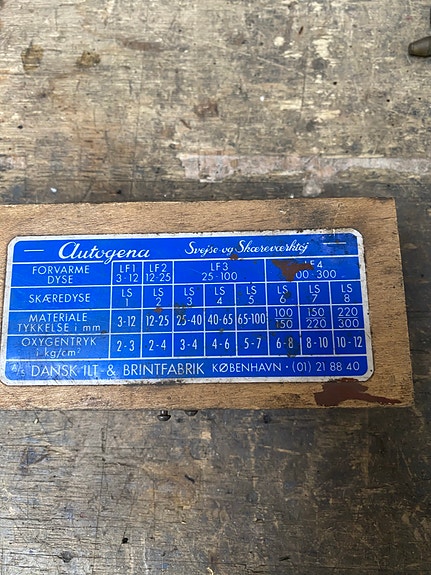 Autogena Svejse-og Skæreværktøj
FORVARME DYSE LF1 3-12 LF2 12-25 LF3 25-100 LF4 00-300
SKÆREDYSE LS 1 LS 2 LS 3 LS 4 LS 5 LS 6 LS 7 LS 8
MATERIALE TYKKELSE i mm 3-12 12-25 25-40 40-65 65-100 100 150 150 220 220 300
OXYGENTRYK i kg/cm² 2-3 2-4 3-4 4-6 5-7 6-8 8-10 10-12
A/S DANSK ILT- & BRINTFABRIK KØBENHAVN · (01) 21 88 40